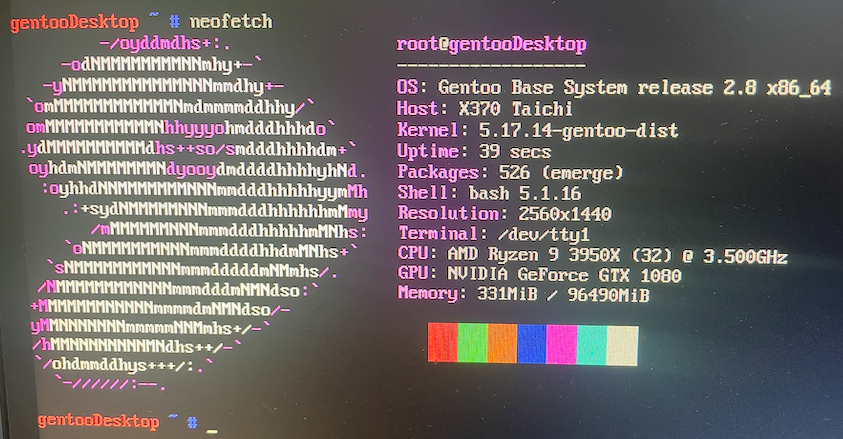 gentooDesktop ~ # neofetch
-/oyddmdhs+:.
-odNMMMMMMMMNNmhy+-`
-yNMMMMMMMMMMMNNNmmdhy+-
`omMMMMMMMMMMMMNmdmmmmddhhy/`
omMMMMMMMMMMMNhhyyyohmdddhhhdo`
.ydMMMMMMMMMMdhs++so/smdddhhhhdm+`
oyhdmNMMMMMMMNdyooydmddddhhhhyhNd.
:oyhhdNNMMMMMMMNNNmmdddhhhhhyymMh
.:+sydNMMMMMNNNmmmdddhhhhhhmMmy
/mMMMMMMNNNmmmdddhhhhhmMNhs:
`oNMMMMMMMNNNmmmddddhhdmMNhs+`
`sNMMMMMMMMNNNmmmdddddmNMmhs/.
/NMMMMMMMMNNNNmmmdddmNMNdso:`
+MMMMMMMNNNNNmmmmdmNMNdso/-
yMMNNNNNNNmmmmmNNMmhs+/-`
/hMMNNNNNNNNMNdhs++/-`
`/ohdmmddhys+++/:.`
`-//////:--.
root@gentooDesktop
------------------
OS: Gentoo Base System release 2.8 x86_64
Host: X370 Taichi
Kernel: 5.17.14-gentoo-dist
Uptime: 39 secs
Packages: 526 (emerge)
Shell: bash 5.1.16
Resolution: 2560x1440
Terminal: /dev/tty1
CPU: AMD Ryzen 9 3950X (32) @ 3.500GHz
GPU: NVIDIA GeForce GTX 1080
Memory: 331MiB / 96490MiB
gentooDesktop ~ # _